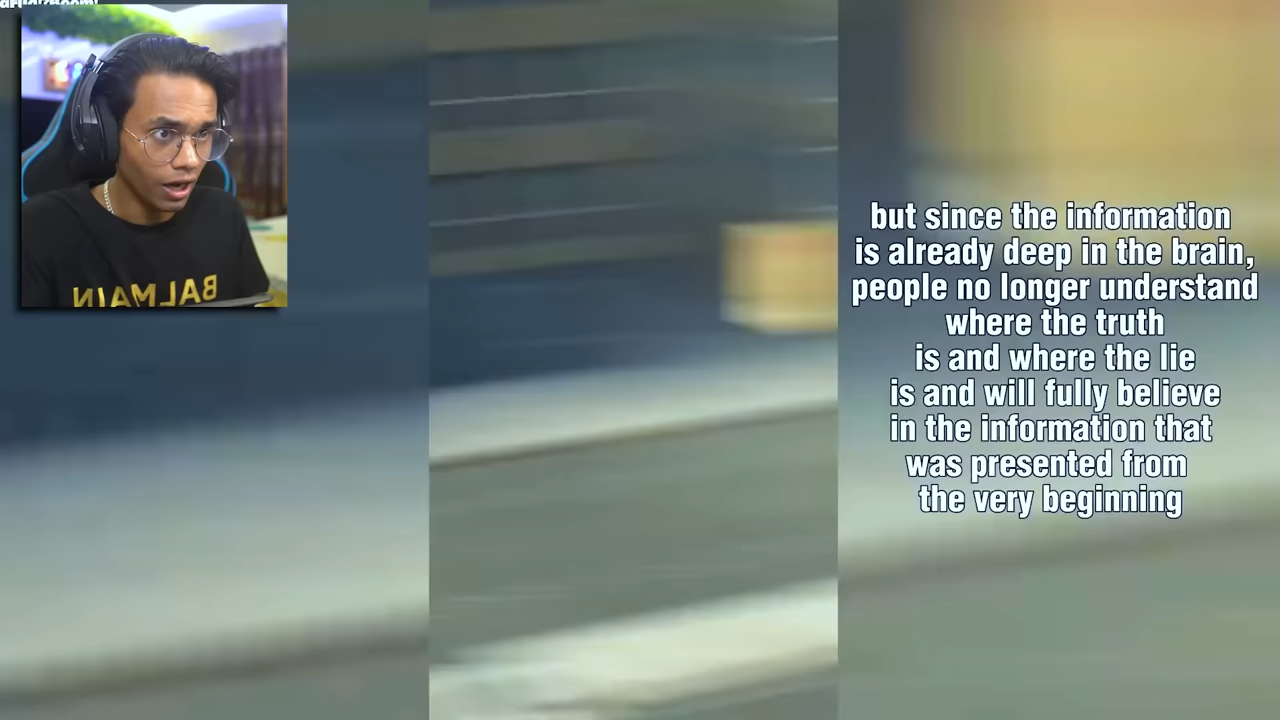 but since the information
is already deep in the brain,
people no longer understand
where the truth
is and where the lie
is and will fully believe
in the information that
was presented from
the very beginning
BALMAIN